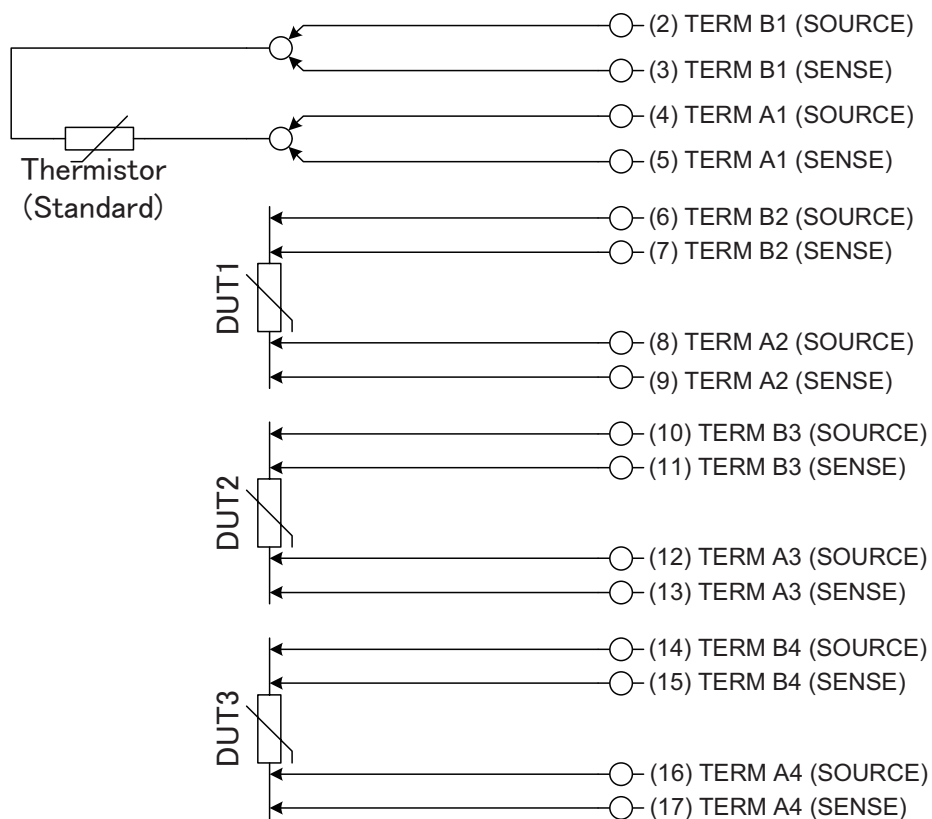 (2) TERM B1 (SOURCE)
(3) TERM B1 (SENSE)
(4) TERM A1 (SOURCE)
(5) TERM A1 (SENSE)
Thermistor
(Standard)
(6) TERM B2 (SOURCE)
(7) TERM B2 (SENSE)
DUT1
(8) TERM A2 (SOURCE)
(9) TERM A2 (SENSE)
(10) TERM B3 (SOURCE)
(11) TERM B3 (SENSE)
DUT2
(12) TERM A3 (SOURCE)
(13) TERM A3 (SENSE)
(14) TERM B4 (SOURCE)
(15) TERM B4 (SENSE)
DUT3
(16) TERM A4 (SOURCE)
(17) TERM A4 (SENSE)